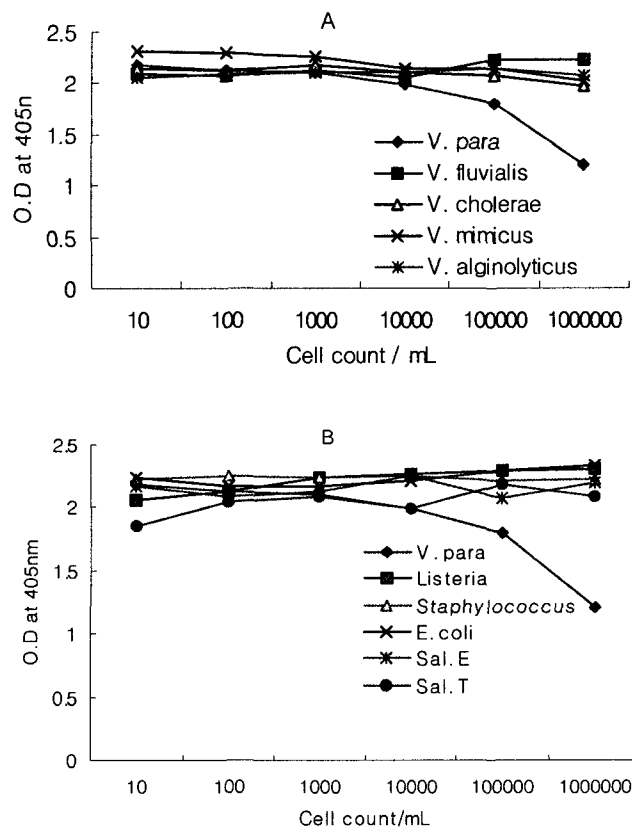 A
2.5
2
1.5
1
0.5
0
O.D at 405n
V. para
V. fluvialis
V. cholerae
V. mimicus
V. alginolyticus
10 100 1000 10000 100000 1000000
Cell count / mL
B
2.5
2
1.5
1
0.5
0
O.D at 405nm
V. para
Listeria
Staphylococcus
E.coli
Sal.E
Sal.T
10 100 1000 10000 100000 1000000
Cell count/mL